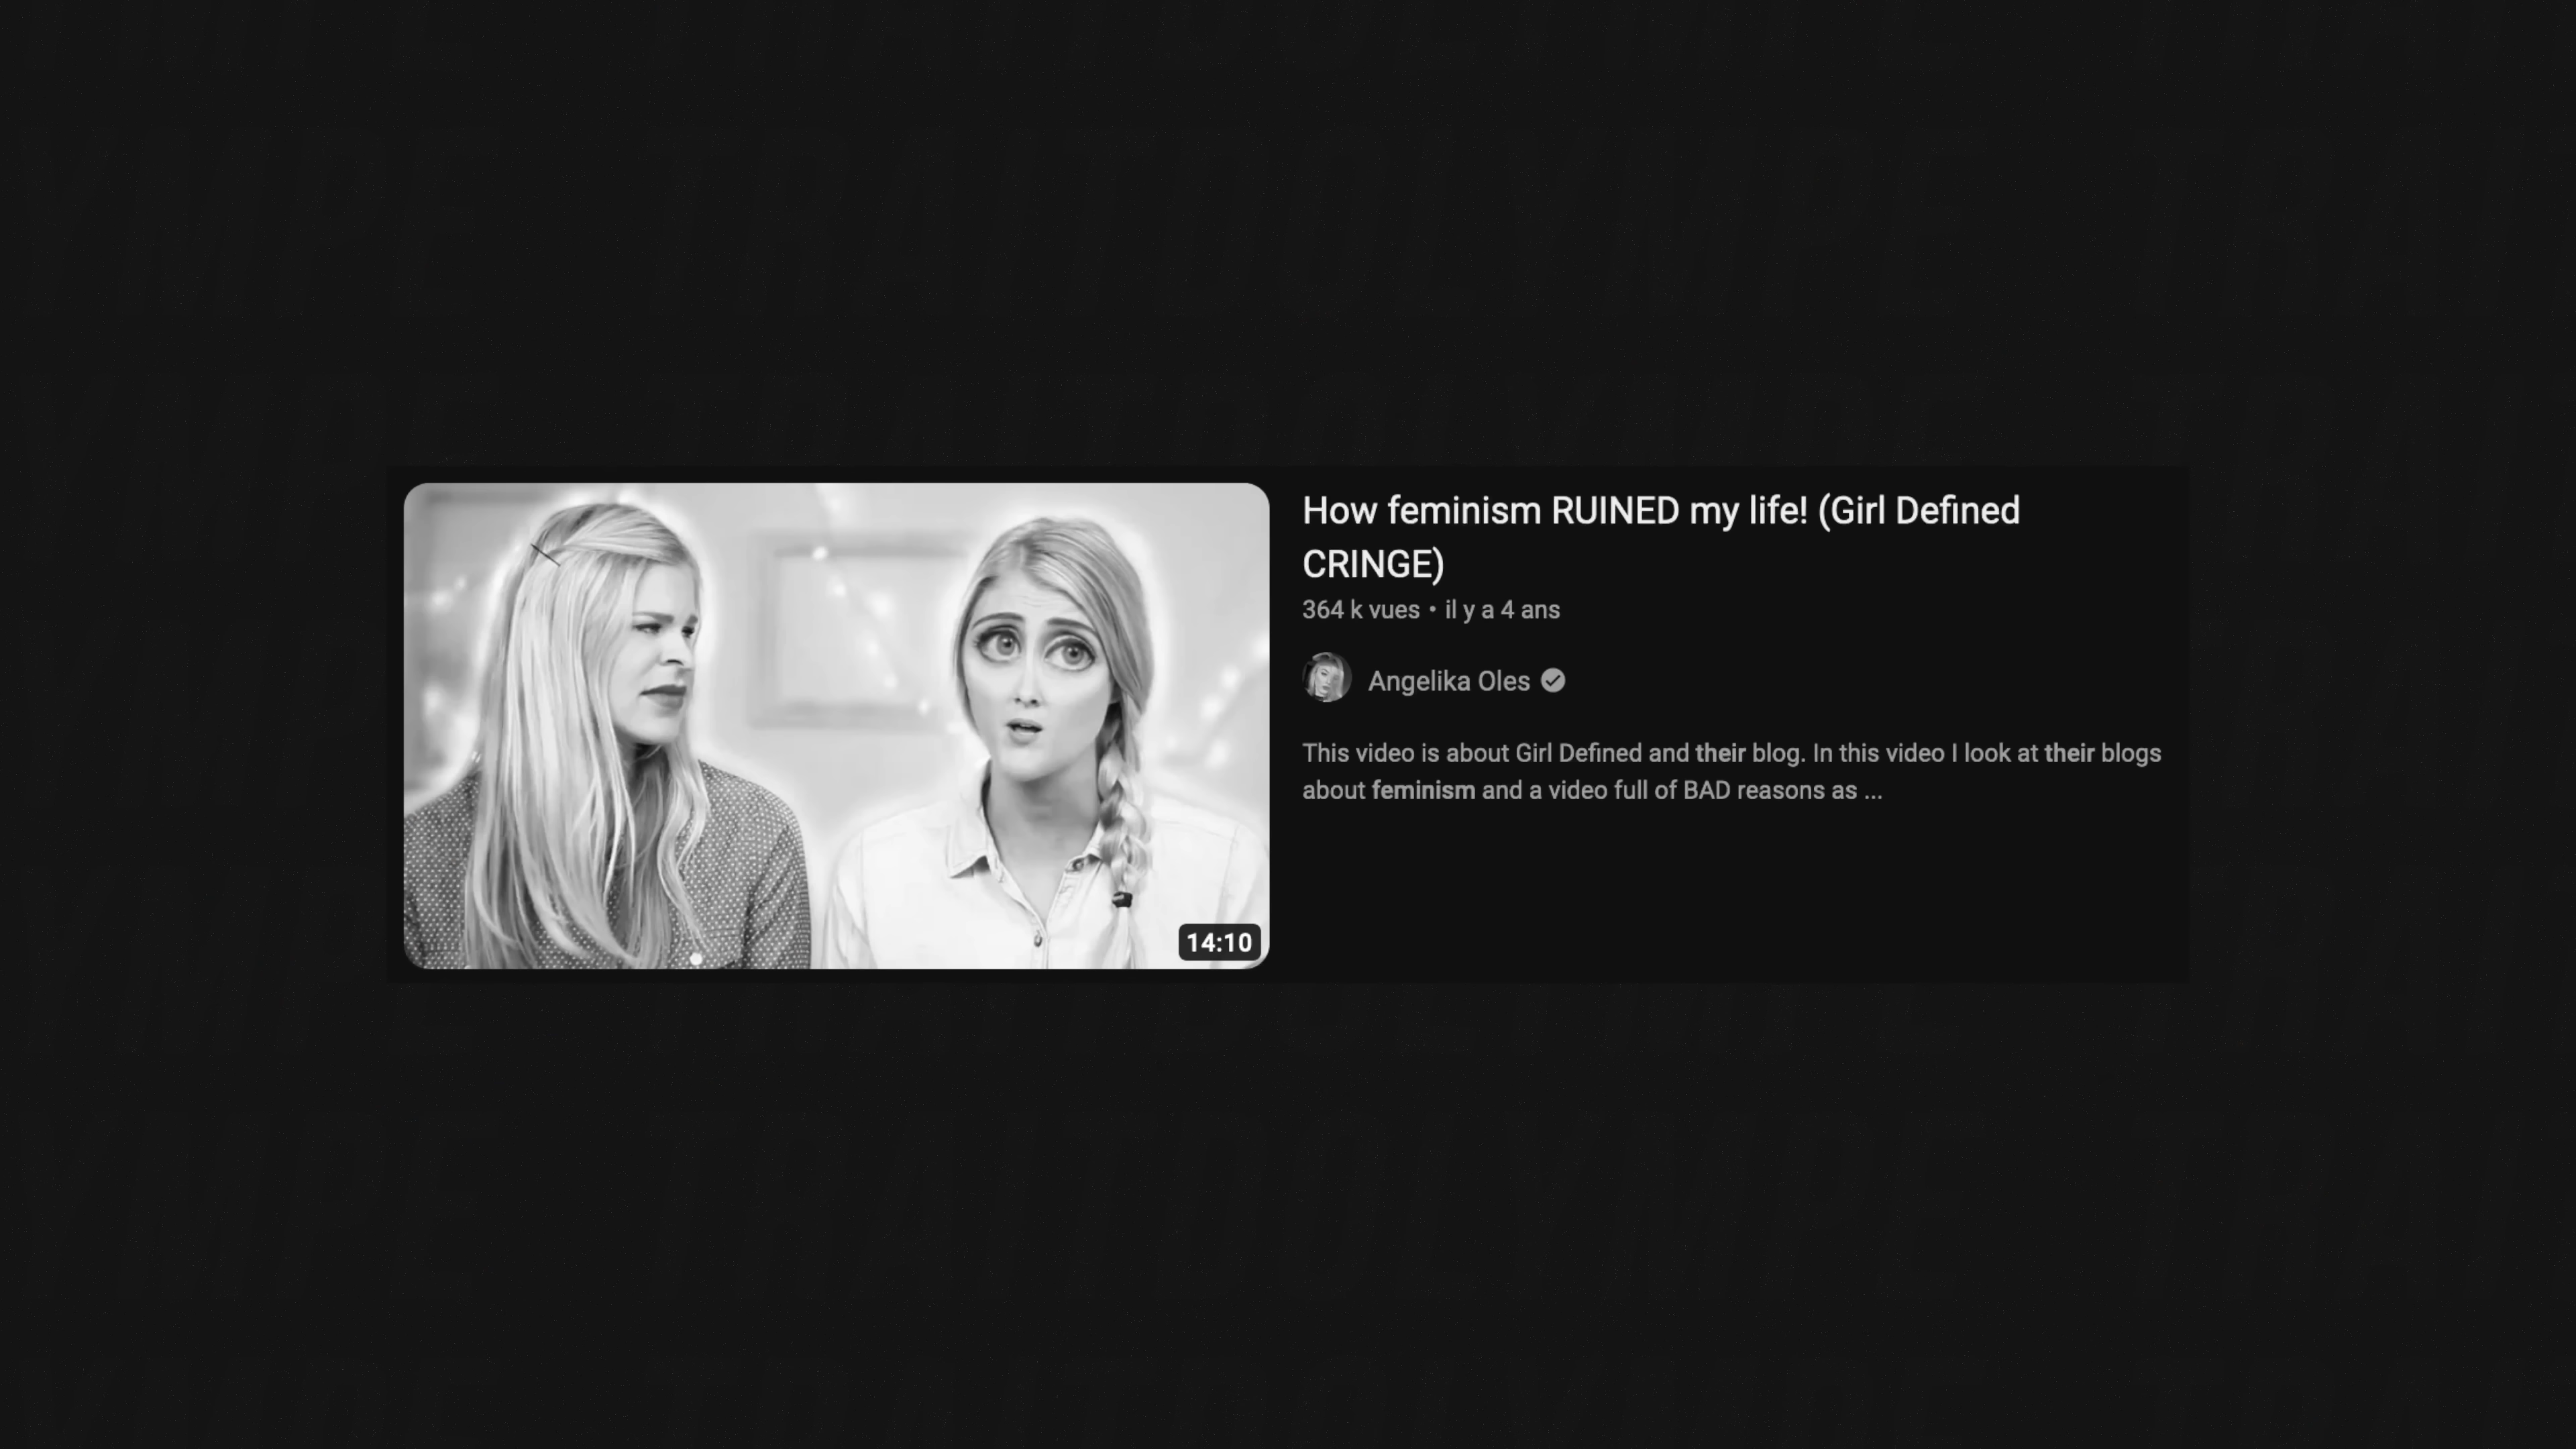 How feminism RUINED my life! (Girl Defined
CRINGE)
364 k vues • il y a 4 ans
Angelika Oles
This video is about Girl Defined and their blog. In this video I look at their blogs
about feminism and a video full of BAD reasons as ...
14:10